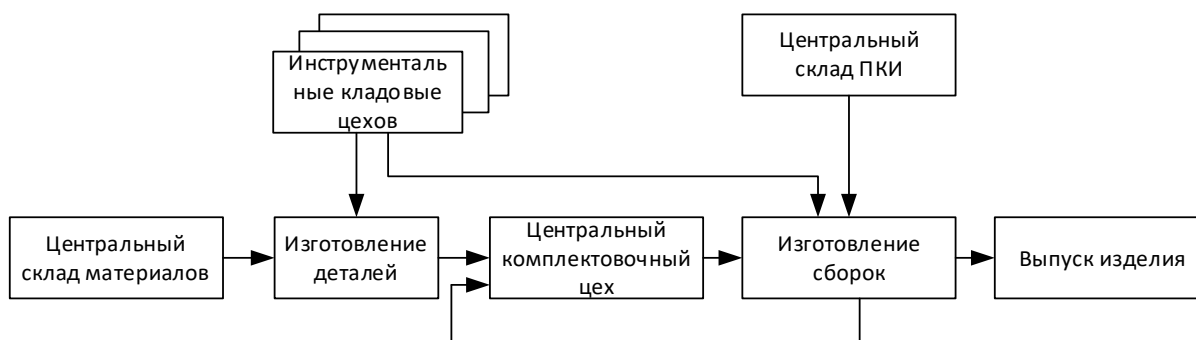 Инструменталь
ные кладовые
цехов
Центральный
склад ПКИ
Центральный
склад материалов
Изготовление
деталей
Центральный
комплектовочный
цех
Изготовление
сборок
Выпуск изделия